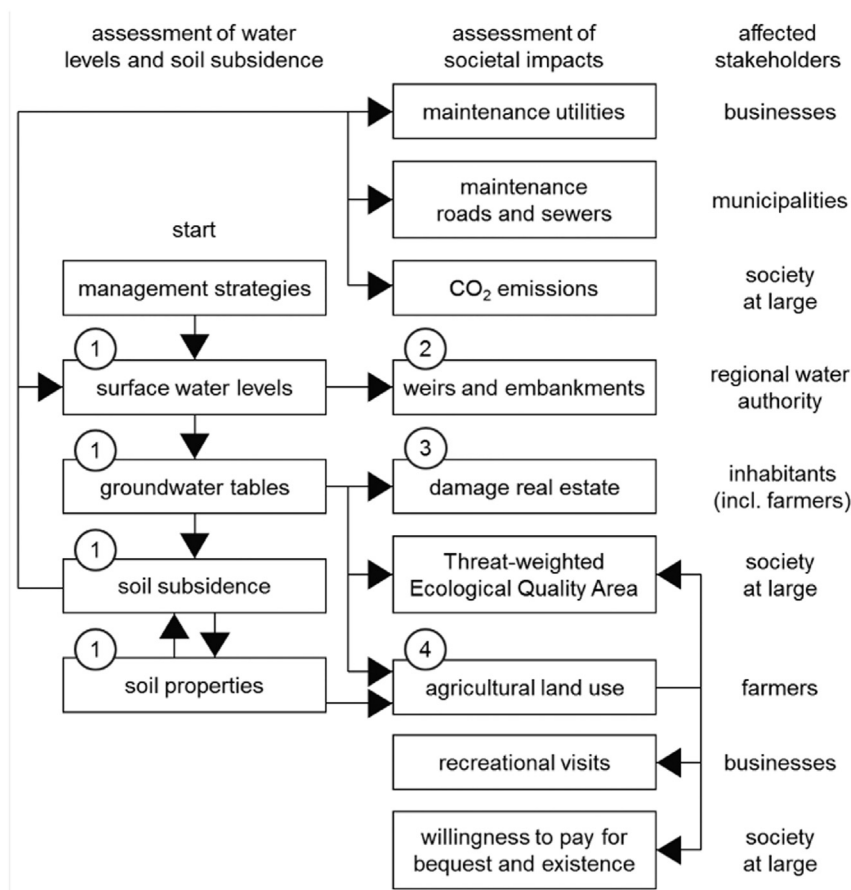 assessment of water
levels and soil subsidence
assessment of
societal impacts
affected
stakeholders
maintenance utilities
businesses
maintenance
roads and sewers
municipalities
start
management strategies
CO₂ emissions
society
at large
1
surface water levels
2
weirs and embankments
regional water
authority
1
groundwater tables
3
damage real estate
inhabitants
(incl. farmers)
1
soil subsidence
Threat-weighted
Ecological Quality Area
society
at large
1
soil properties
4
agricultural land use
farmers
recreational visits
businesses
willingness to pay for
bequest and existence
society
at large